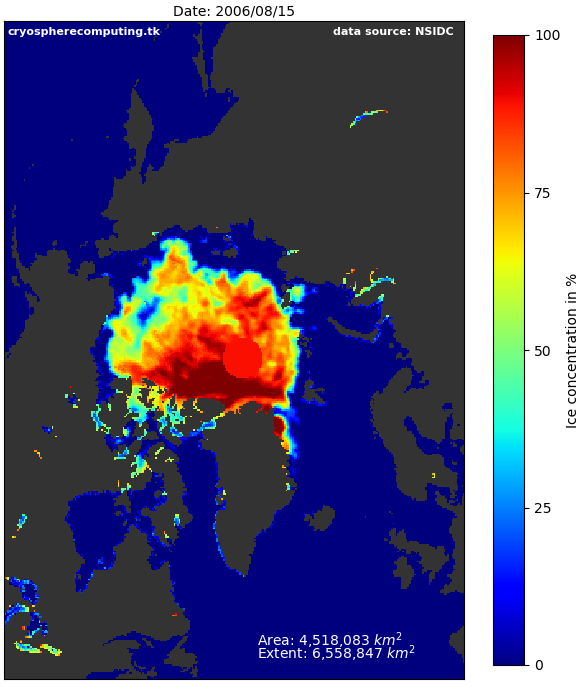 Date: 2006/08/15
cryospherecomputing.tk data source: NSIDC
100
75
50
25
0
Ice concentration in %
Area: 4,518,083 km²
Extent: 6,558,847 km²